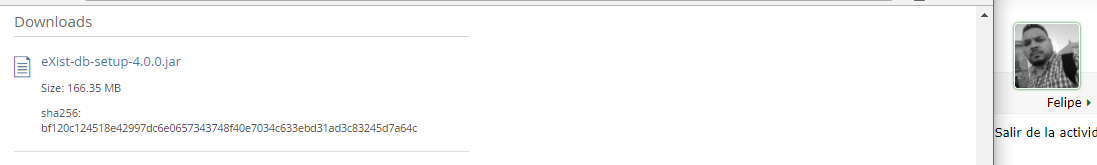 Downloads
eXist-db-setup-4.0.0.jar
Size: 166.35 MB
sha256:
bf120c124518e42997dc6e0657343748f40e7034c633ebd31ad3c83245d7a64c
Felipe
Salir de la activid